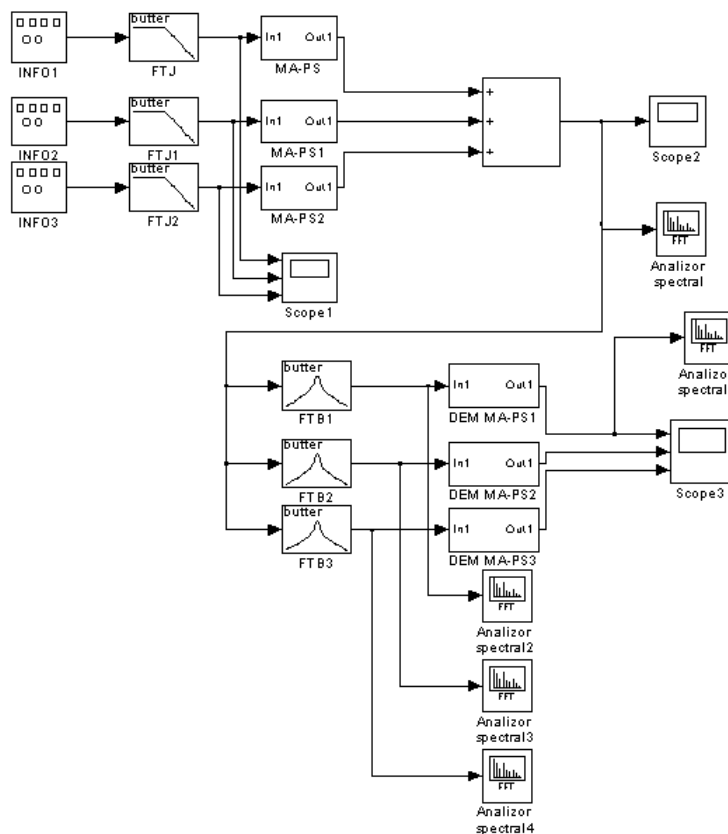 butter
In1 Out1
INFO1
FTJ
MA-PS
butter
In1 Out1
+
+
+
INFO2
FTJ1
MA-PS1
Scope2
butter
In1 Out1
INFO3
FTJ2
MA-PS2
FFT
Analizor
spectral
Scope1
FFT
Analizo
spectral
butter
In1 Out1
FTB1
DEM MA-PS1
butter
In1 Out1
FTB2
DEM MA-PS2
Scope3
butter
In1 Out1
FTB3
DEM MA-PS3
FFT
Analizor
spectral2
FFT
Analizor
spectral3
FFT
Analizor
spectral4